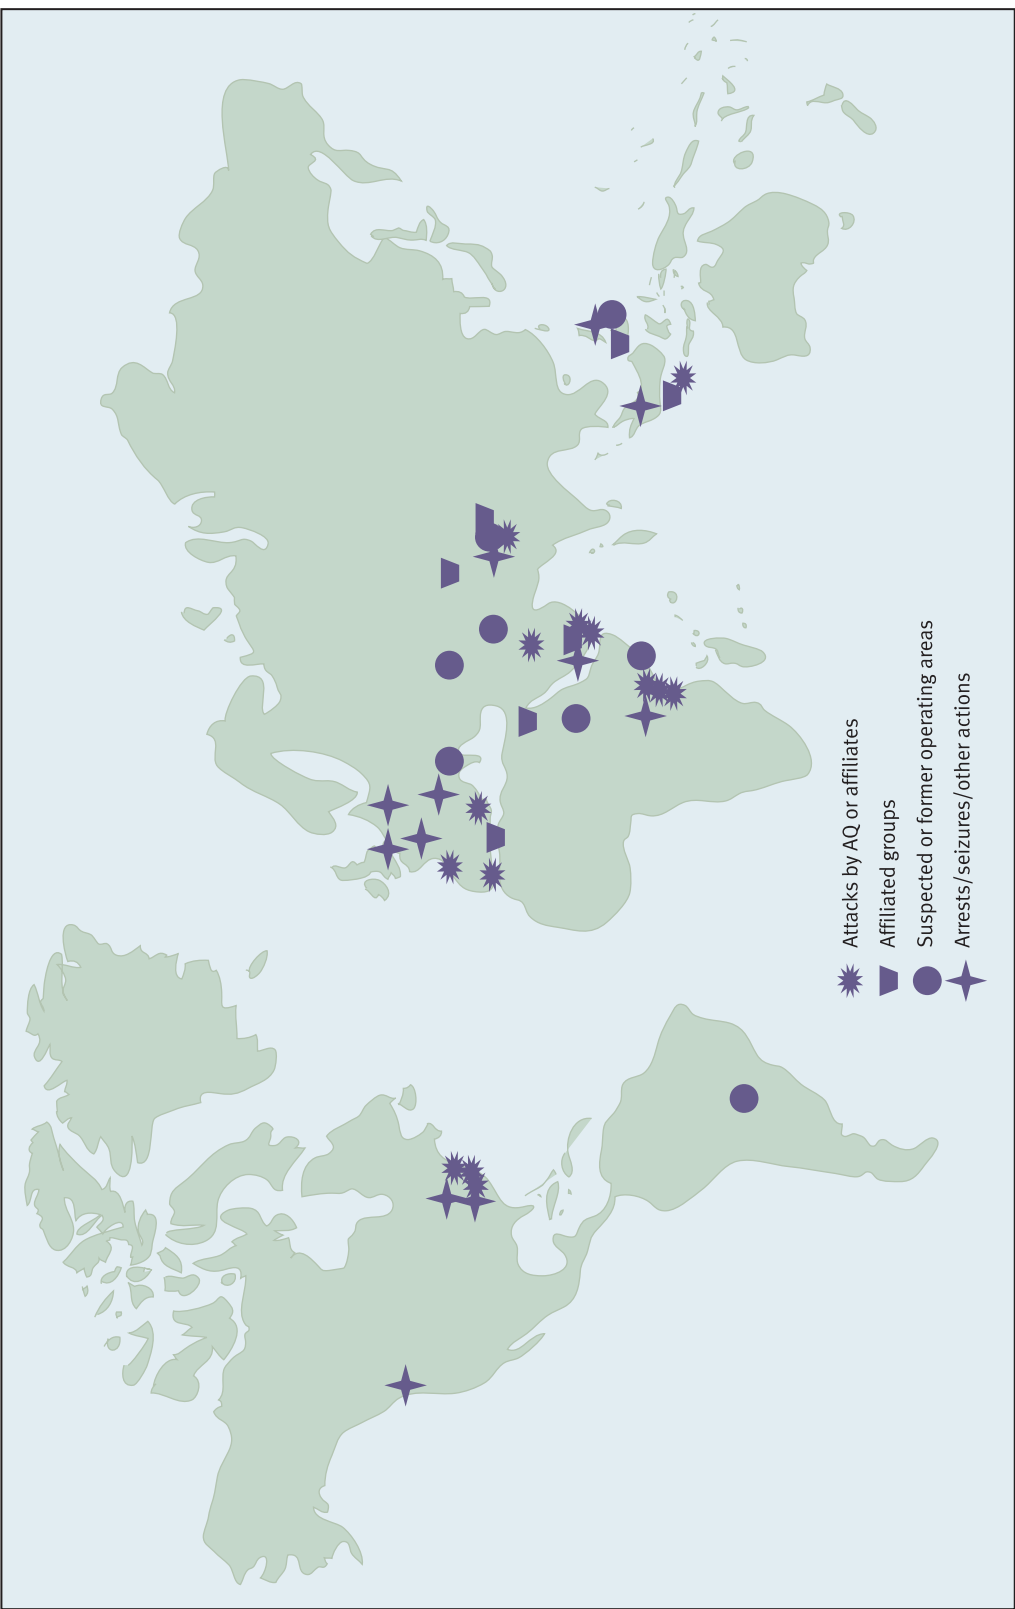 Attacks by AQ or affiliates
Affiliated groups
Suspected or former operating areas
Arrests/seizures/other actions